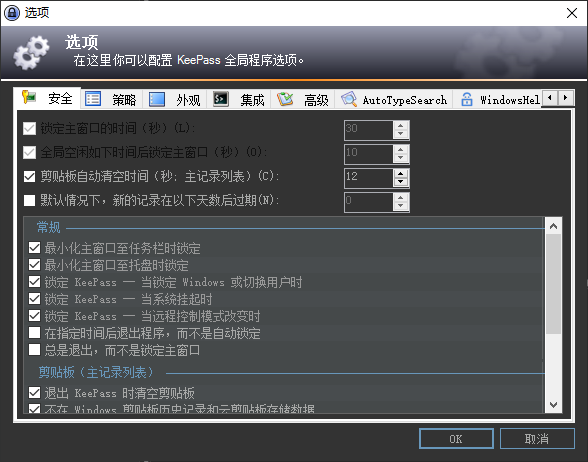 选项
选项
在这里你可以配置 KeePass 全局程序选项。
安全 策略 外观 集成 高级 AutoTypeSearch WindowsHel
锁定主窗口的时间（秒）(L): 30
全局空闲如下时间后锁定主窗口（秒）(O): 10
剪贴板自动清空时间（秒; 主记录列表）(C): 12
默认情况下，新的记录在以下天数后过期(N): 0
常规
最小化主窗口至任务栏时锁定
最小化主窗口至托盘时锁定
锁定 KeePass — 当锁定 Windows 或切换用户时
锁定 KeePass — 当系统挂起时
锁定 KeePass — 当远程控制模式改变时
在指定时间后退出程序，而不是自动锁定
总是退出，而不是锁定主窗口
剪贴板（主记录列表）
退出 KeePass 时清空剪贴板
不在 Windows 剪贴板历史记录和云剪贴板存储数据
OK 取消